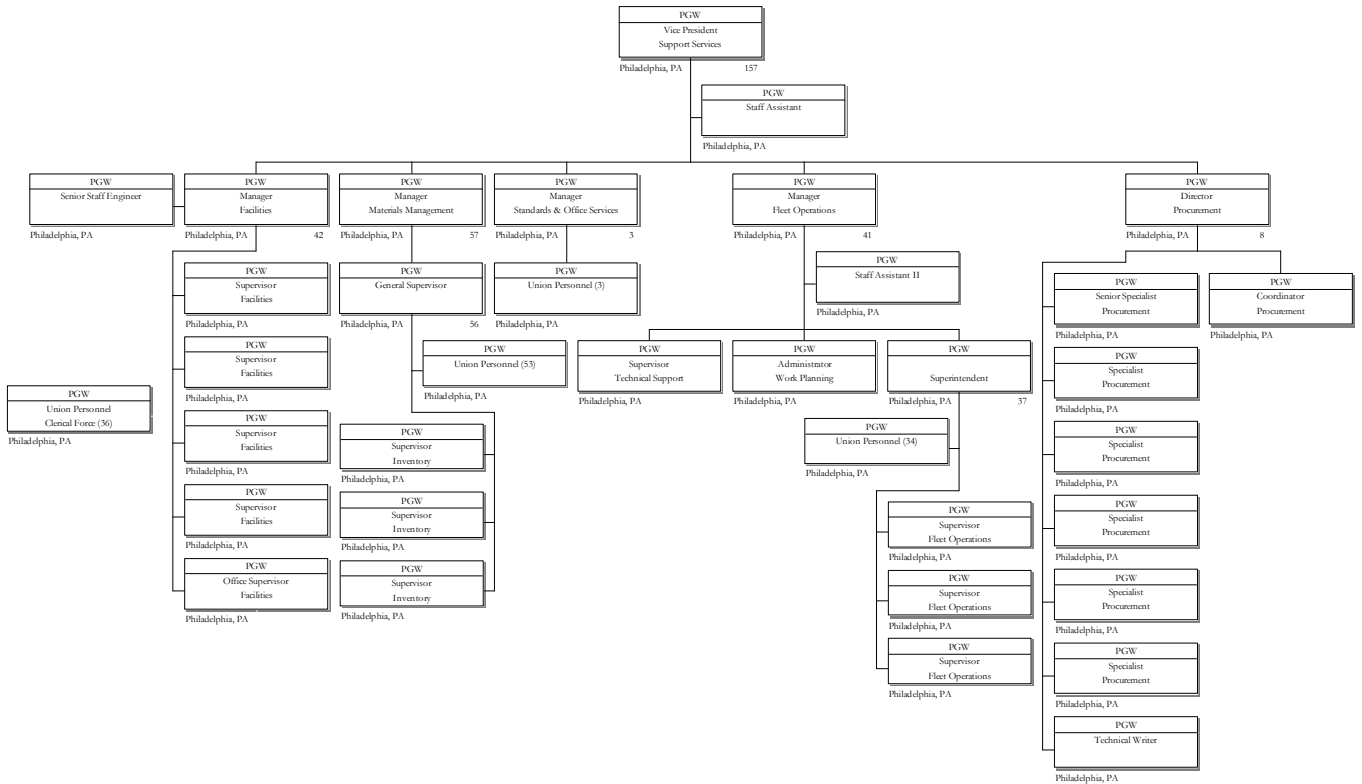 PGW
Vice President
Support Services
Philadelphia, PA 157
PGW
Staff Assistant
Philadelphia, PA
PGW
Senior Staff Engineer
Philadelphia, PA
PGW
Manager
Facilities
Philadelphia, PA 42
PGW
Manager
Materials Management
Philadelphia, PA 57
PGW
Manager
Standards & Office Services
Philadelphia, PA 3
PGW
Manager
Fleet Operations
Philadelphia, PA 41
PGW
Director
Procurement
Philadelphia, PA 8
PGW
Supervisor
Facilities
Philadelphia, PA
PGW
Supervisor
Facilities
Philadelphia, PA
PGW
Union Personnel
Clerical Force (36)
Philadelphia, PA
PGW
Supervisor
Facilities
Philadelphia, PA
PGW
Supervisor
Facilities
Philadelphia, PA
PGW
Office Supervisor
Facilities
Philadelphia, PA
PGW
General Supervisor
Philadelphia, PA 56
PGW
Union Personnel (53)
Philadelphia, PA
PGW
Supervisor
Inventory
Philadelphia, PA
PGW
Supervisor
Inventory
Philadelphia, PA
PGW
Supervisor
Inventory
Philadelphia, PA
PGW
Union Personnel (3)
Philadelphia, PA
PGW
Staff Assistant II
Philadelphia, PA
PGW
Supervisor
Technical Support
Philadelphia, PA
PGW
Administrator
Work Planning
Philadelphia, PA
PGW
Superintendent
Philadelphia, PA 37
PGW
Union Personnel (34)
Philadelphia, PA
PGW
Supervisor
Fleet Operations
Philadelphia, PA
PGW
Supervisor
Fleet Operations
Philadelphia, PA
PGW
Supervisor
Fleet Operations
Philadelphia, PA
PGW
Senior Specialist
Procurement
Philadelphia, PA
PGW
Coordinator
Procurement
Philadelphia, PA
PGW
Specialist
Procurement
Philadelphia, PA
PGW
Specialist
Procurement
Philadelphia, PA
PGW
Specialist
Procurement
Philadelphia, PA
PGW
Specialist
Procurement
Philadelphia, PA
PGW
Specialist
Procurement
Philadelphia, PA
PGW
Technical Writer
Philadelphia, PA